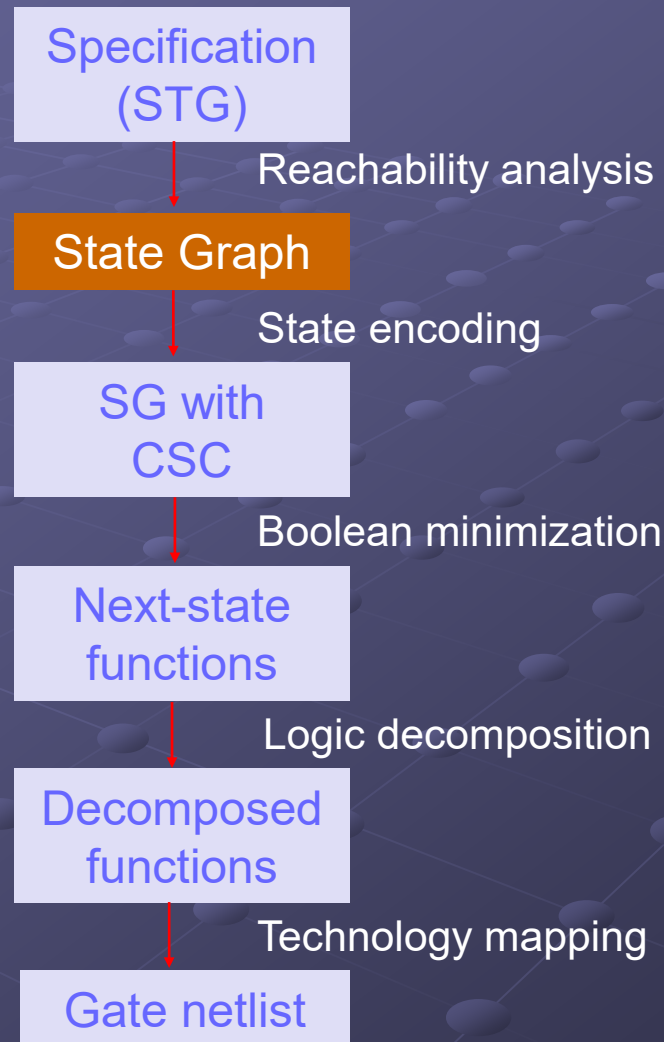 Specification
(STG)
Reachability analysis
State Graph
State encoding
SG with
CSC
Boolean minimization
Next-state
functions
Logic decomposition
Decomposed
functions
Technology mapping
Gate netlist